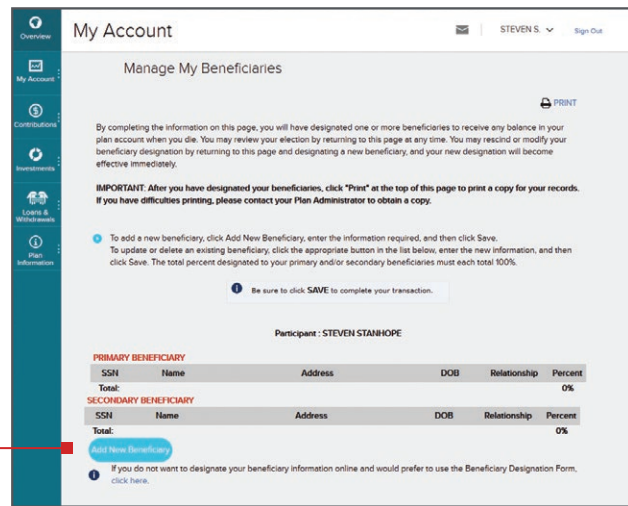 My Account
STEVEN S.
Sign Out
Overview
My Account
Contributions
Investments
Loans &
Withdrawals
Plan
Information
Manage My Beneficiaries
PRINT
By completing the information on this page, you will have designated one or more beneficiaries to receive any balance in your
plan account when you die. You may review your election by returning to this page at any time. You may rescind or modify your
beneficiary designation by returning to this page and designating a new beneficiary, and your new designation will become
effective immediately.
IMPORTANT: After you have designated your beneficiaries, click "Print" at the top of this page to print a copy for your records.
If you have difficulties printing, please contact your Plan Administrator to obtain a copy.
To add a new beneficiary, click Add New Beneficiary, enter the information required, and then click Save.
To update or delete an existing beneficiary, click the appropriate button in the list below, enter the new information, and then
click Save. The total percent designated to your primary and/or secondary beneficiaries must each total 100%.
Be sure to click SAVE to complete your transaction.
Participant : STEVEN STANHOPE
PRIMARY BENEFICIARY
SSN Name Address DOB Relationship Percent
Total: 0%
SECONDARY BENEFICIARY
SSN Name Address DOB Relationship Percent
Total: 0%
Add New Beneficiary
If you do not want to designate your beneficiary information online and would prefer to use the Beneficiary Designation Form,
click here.